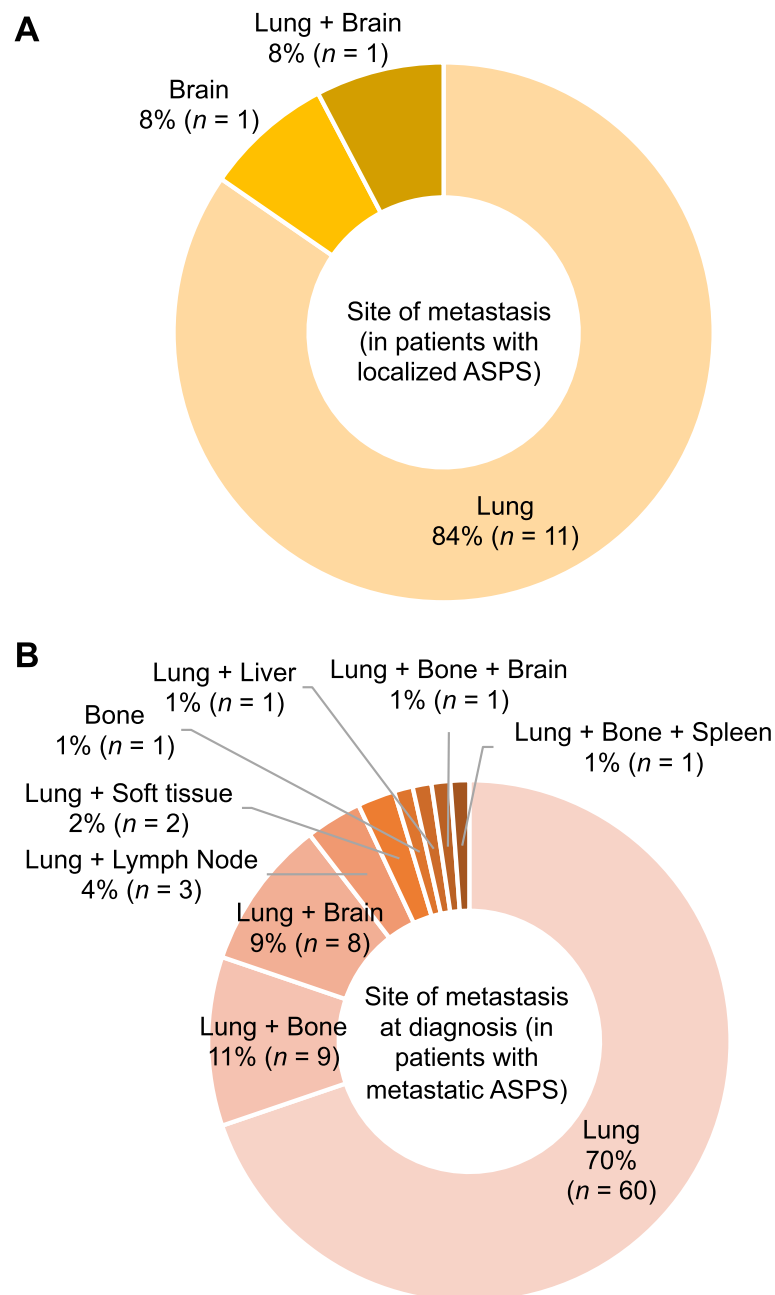 A
Lung + Brain
8% (n = 1)
Brain
8% (n = 1)
Site of metastasis
(in patients with
localized ASPS)
Lung
84% (n = 11)
B
Lung + Liver
1% (n = 1)
Lung + Bone + Brain
1% (n = 1)
Bone
1% (n = 1)
Lung + Bone + Spleen
1% (n = 1)
Lung + Soft tissue
2% (n = 2)
Lung + Lymph Node
4% (n = 3)
Lung + Brain
9% (n = 8)
Lung + Bone
11% (n = 9)
Site of metastasis
at diagnosis (in
patients with
metastatic ASPS)
Lung
70%
(n = 60)